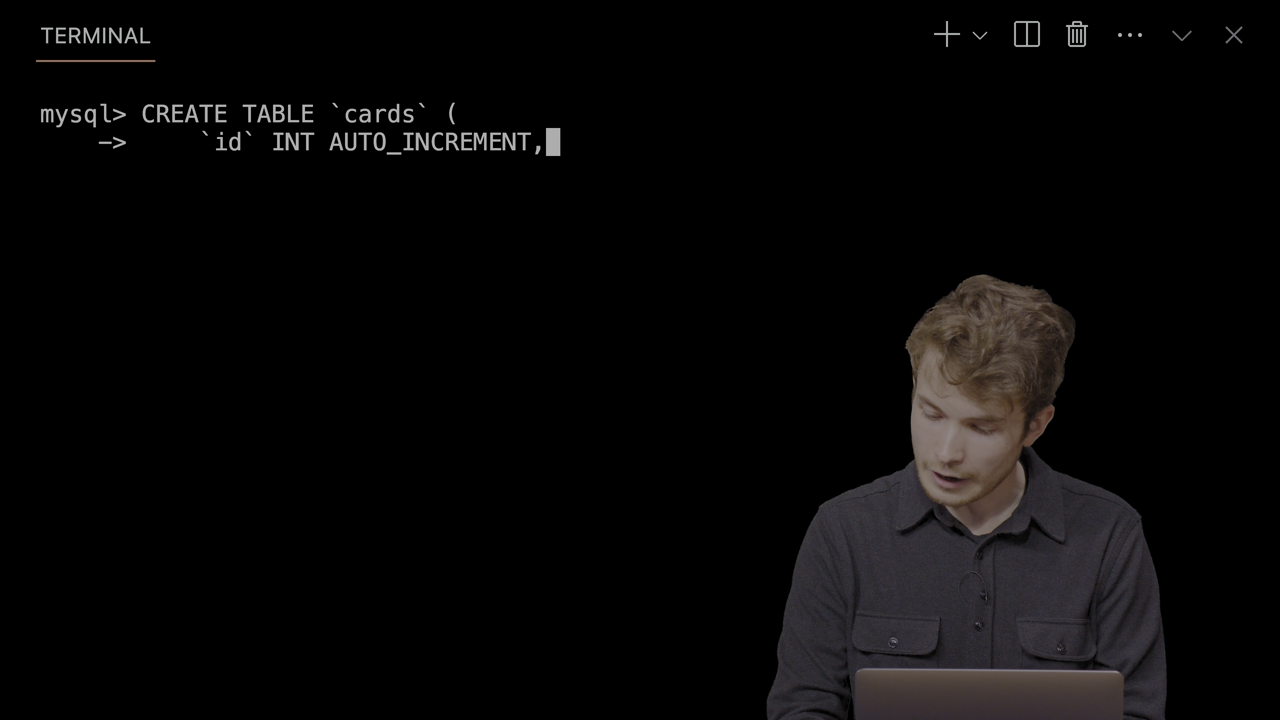 TERMINAL
mysql> CREATE TABLE `cards` (
    ->     `id` INT AUTO_INCREMENT,